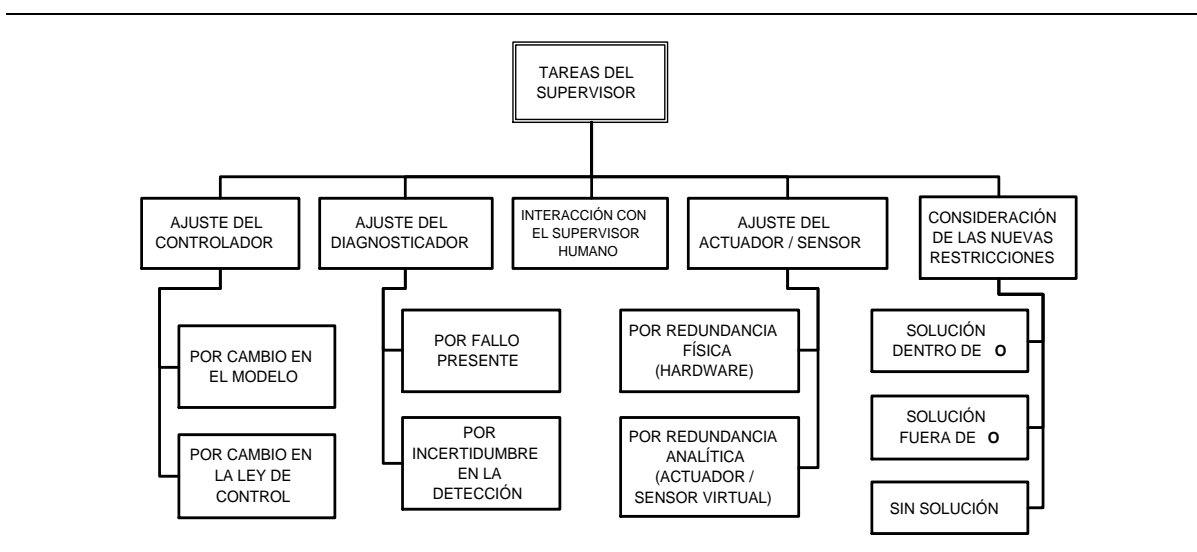 TAREAS DEL
SUPERVISOR
AJUSTE DEL
CONTROLADOR
AJUSTE DEL
DIAGNOSTICADOR
INTERACCIÓN CON
EL SUPERVISOR
HUMANO
AJUSTE DEL
ACTUADOR / SENSOR
CONSIDERACIÓN
DE LAS NUEVAS
RESTRICCIONES
POR CAMBIO EN
EL MODELO
POR CAMBIO EN
LA LEY DE
CONTROL
POR FALLO
PRESENTE
POR
INCERTIDUMBRE
EN LA
DETECCIÓN
POR REDUNDANCIA
FÍSICA
(HARDWARE)
POR REDUNDANCIA
ANALÍTICA
(ACTUADOR /
SENSOR VIRTUAL)
SOLUCIÓN
DENTRO DE O
SOLUCIÓN
FUERA DE O
SIN SOLUCIÓN